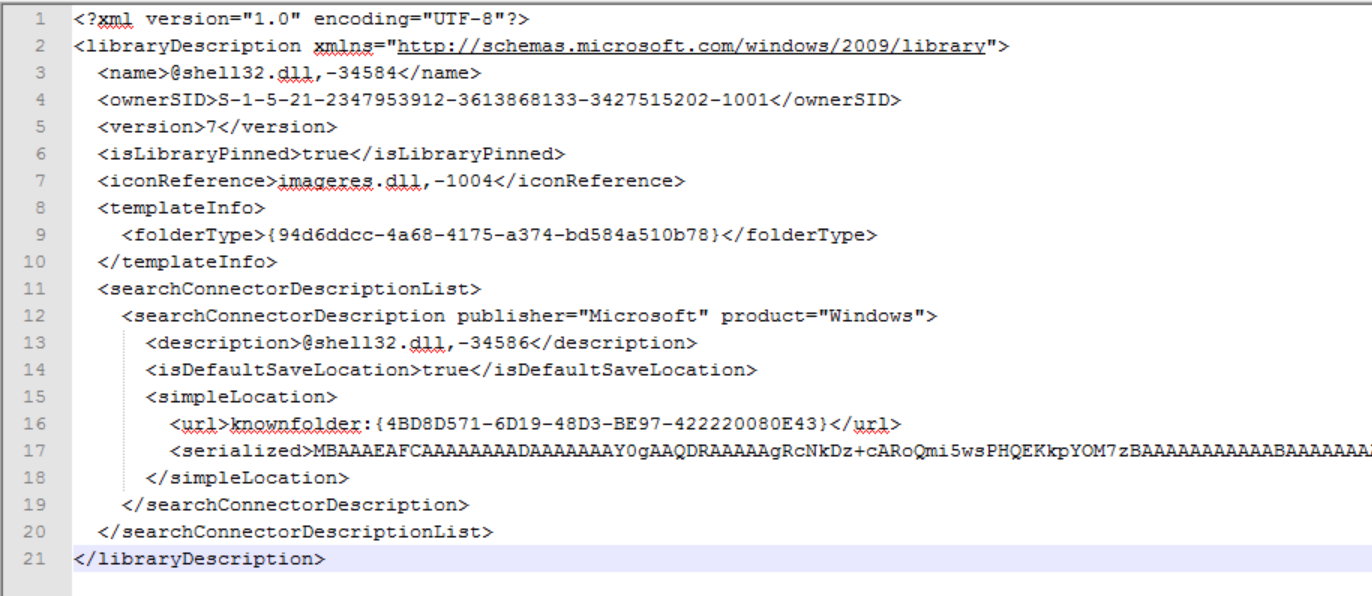 1 <?xml version="1.0" encoding="UTF-8"?>
2 <libraryDescription xmlns="http://schemas.microsoft.com/windows/2009/library">
3 <name>@shell32.dll,-34584</name>
4 <ownerSID>S-1-5-21-2347953912-3613868133-3427515202-1001</ownerSID>
5 <version>7</version>
6 <isLibraryPinned>true</isLibraryPinned>
7 <iconReference>imageres.dll,-1004</iconReference>
8 <templateInfo>
9 <folderType>{94d6ddcc-4a68-4175-a374-bd584a510b78}</folderType>
10 </templateInfo>
11 <searchConnectorDescriptionList>
12 <searchConnectorDescription publisher="Microsoft" product="Windows">
13 <description>@shell32.dll,-34586</description>
14 <isDefaultSaveLocation>true</isDefaultSaveLocation>
15 <simpleLocation>
16 <url>knownfolder:{4BD8D571-6D19-48D3-BE97-422220080E43}</url>
17 <serialized>MBAAAEAFCAAAAAAAADAAAAAAAY0gAAQDRAAAAAgRcNkDz+cARoQmi5wsPHQEKkpYOM7zBAAAAAAAAAAABAAAAAAA
18 </simpleLocation>
19 </searchConnectorDescription>
20 </searchConnectorDescriptionList>
21 </libraryDescription>